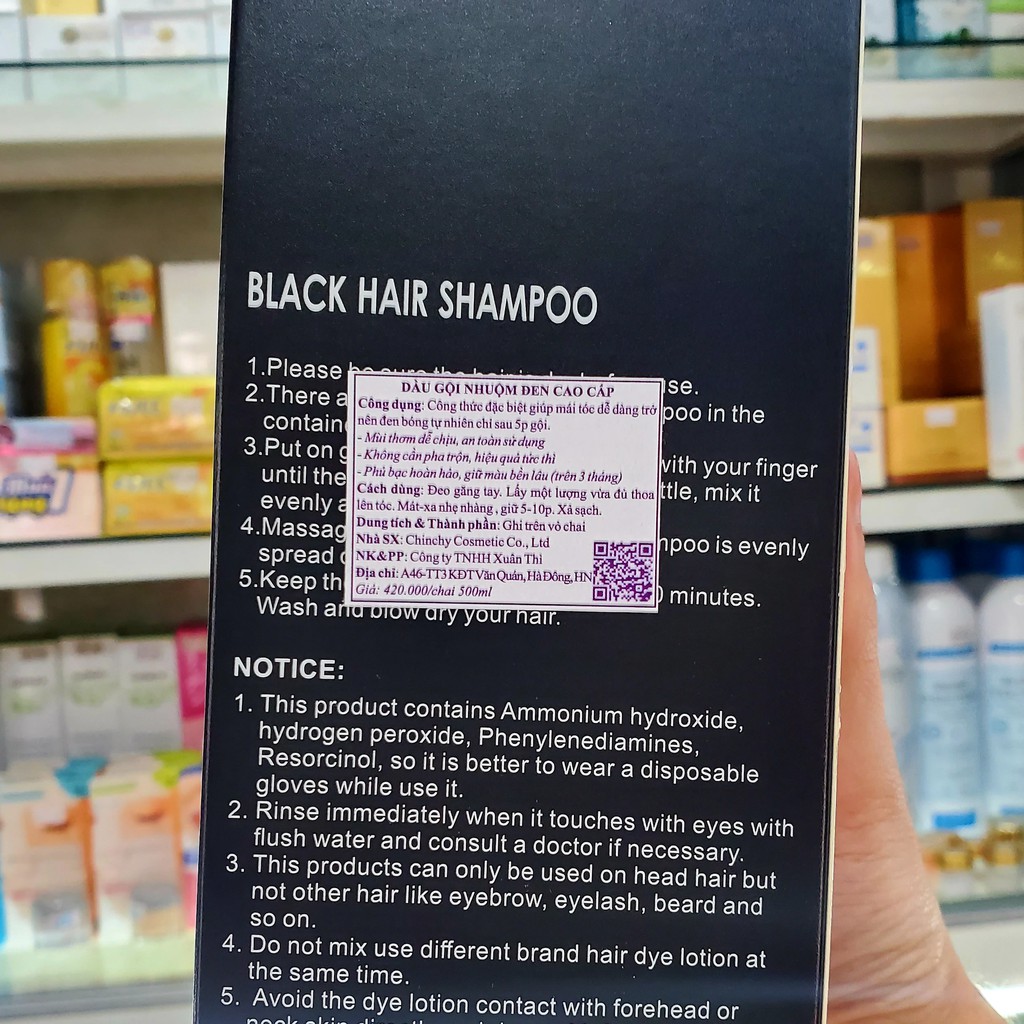 BLACK HAIR SHAMPOO
1.Please be sure the hair is dry before use.
2.There a
poo in the
contain
3.Put on g
with your finger
until the
ttle, mix it
evenly a
4.Massag
mpoo is evenly
spread
5.Keep th
0 minutes.
Wash and blow dry your hair.
DẦU GỘI NHUỘM ĐEN CAO CẤP
Công dụng: Công thức đặc biệt giúp mái tóc dễ dàng trở
nên đen bóng tự nhiên chỉ sau 5p gội.
- Mùi thơm dễ chịu, an toàn sử dụng
- Không cần pha trộn, hiệu quả tức thì
- Phủ bạc hoàn hảo, giữ màu bền lâu (trên 3 tháng)
Cách dùng: Đeo găng tay. Lấy một lượng vừa đủ thoa
lên tóc. Mát-xa nhẹ nhàng , giữ 5-10p. Xả sạch.
Dung tích & Thành phần: Ghi trên vỏ chai
Nhà SX: Chinchy Cosmetic Co., Ltd
NK&PP: Công ty TNHH Xuân Thi
Địa chỉ: A46-TT3 KĐT Văn Quán, Hà Đông, HN
Giá: 420.000/chai 500ml
NOTICE:
1. This product contains Ammonium hydroxide,
hydrogen peroxide, Phenylenediamines,
Resorcinol, so it is better to wear a disposable
gloves while use it.
2. Rinse immediately when it touches with eyes with
flush water and consult a doctor if necessary.
3. This products can only be used on head hair but
not other hair like eyebrow, eyelash, beard and
so on.
4. Do not mix use different brand hair dye lotion at
the same time.
5. Avoid the dye lotion contact with forehead or